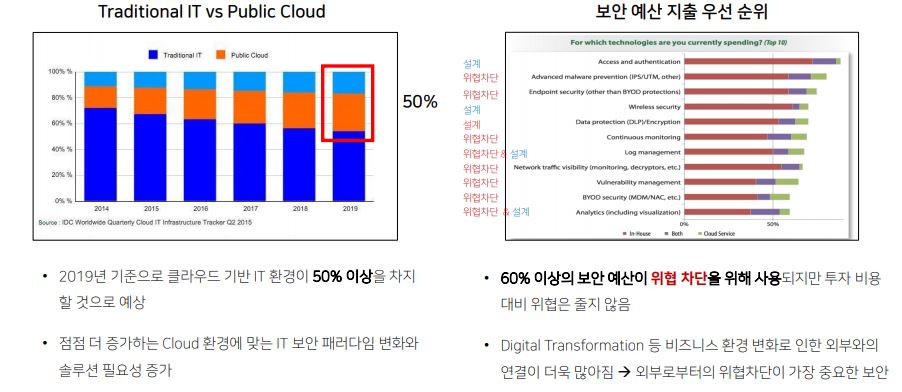 Traditional IT vs Public Cloud
Traditional IT
Public Cloud
100% %
80% %
60% %
40% %
20% %
0% %
2014
2015
2016
2017
2018
2019
Source : IDC Worldwide Quarterly Cloud IT Infrastructure Tracker Q2 2015
50%
• 2019년 기준으로 클라우드 기반 IT 환경이 50% 이상을 차지
할 것으로 예상
• 점점 더 증가하는 Cloud 환경에 맞는 IT 보안 패러다임 변화와
솔루션 필요성 증가
보안 예산 지출 우선 순위
For which technologies are you currently spending? (Top 10)
설계 Access and authentication
위협차단 Advanced malware prevention (IPS/UTM, other)
위협차단 Endpoint security (other than BYOD protections)
설계 Wireless security
설계 Data protection (DLP)/Encryption
위협차단 Continuous monitoring
위협차단 & 설계 Log management
위협차단 Network traffic visibility (monitoring, decryptors, etc.)
위협차단 Vulnerability management
위협차단 BYOD security (MDM/NAC, etc.)
위협차단 & 설계 Analytics (including visualization)
0%
50%
In-House
Both
Cloud Service
• 60% 이상의 보안 예산이 위협 차단을 위해 사용되지만 투자 비용
대비 위협은 줄지 않음
• Digital Transformation 등 비즈니스 환경 변화로 인한 외부와의
연결이 더욱 많아짐 → 외부로부터의 위협차단이 가장 중요한 보안